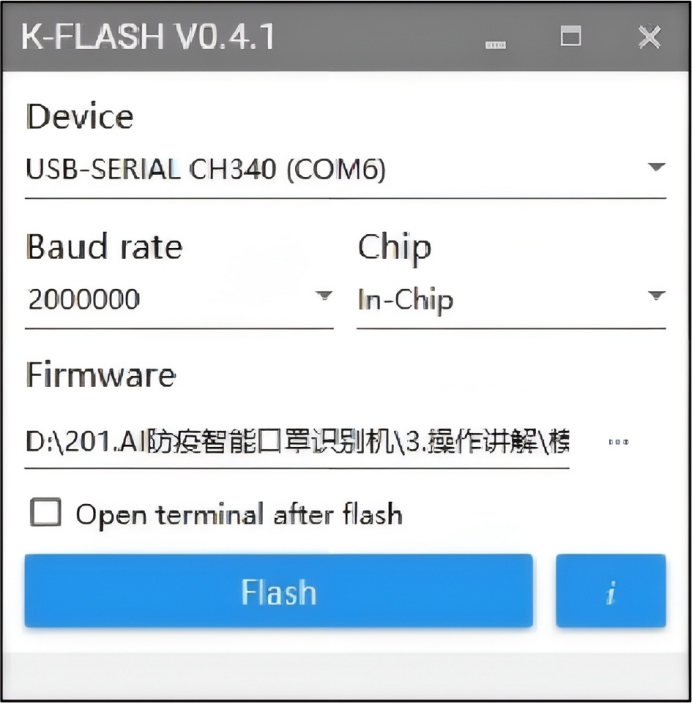 K-FLASH V0.4.1
Device
USB-SERIAL CH340 (COM6)
Baud rate
Chip
2000000
In-Chip
Firmware
D:\201.AI防疫智能口罩识别机\3.操作讲解\
...
Open terminal after flash
Flash
i